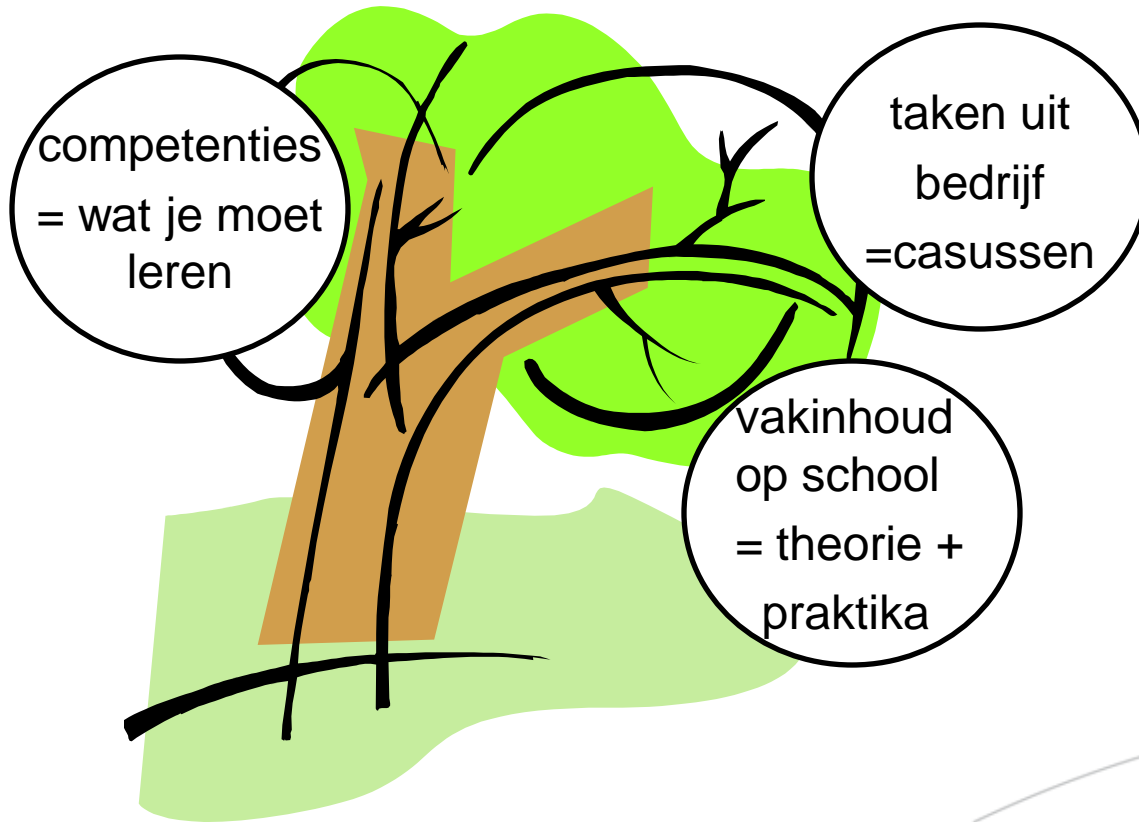 competenties
= wat je moet
leren
taken uit
bedrijf
=casussen
vakinhoud
op school
= theorie +
praktika